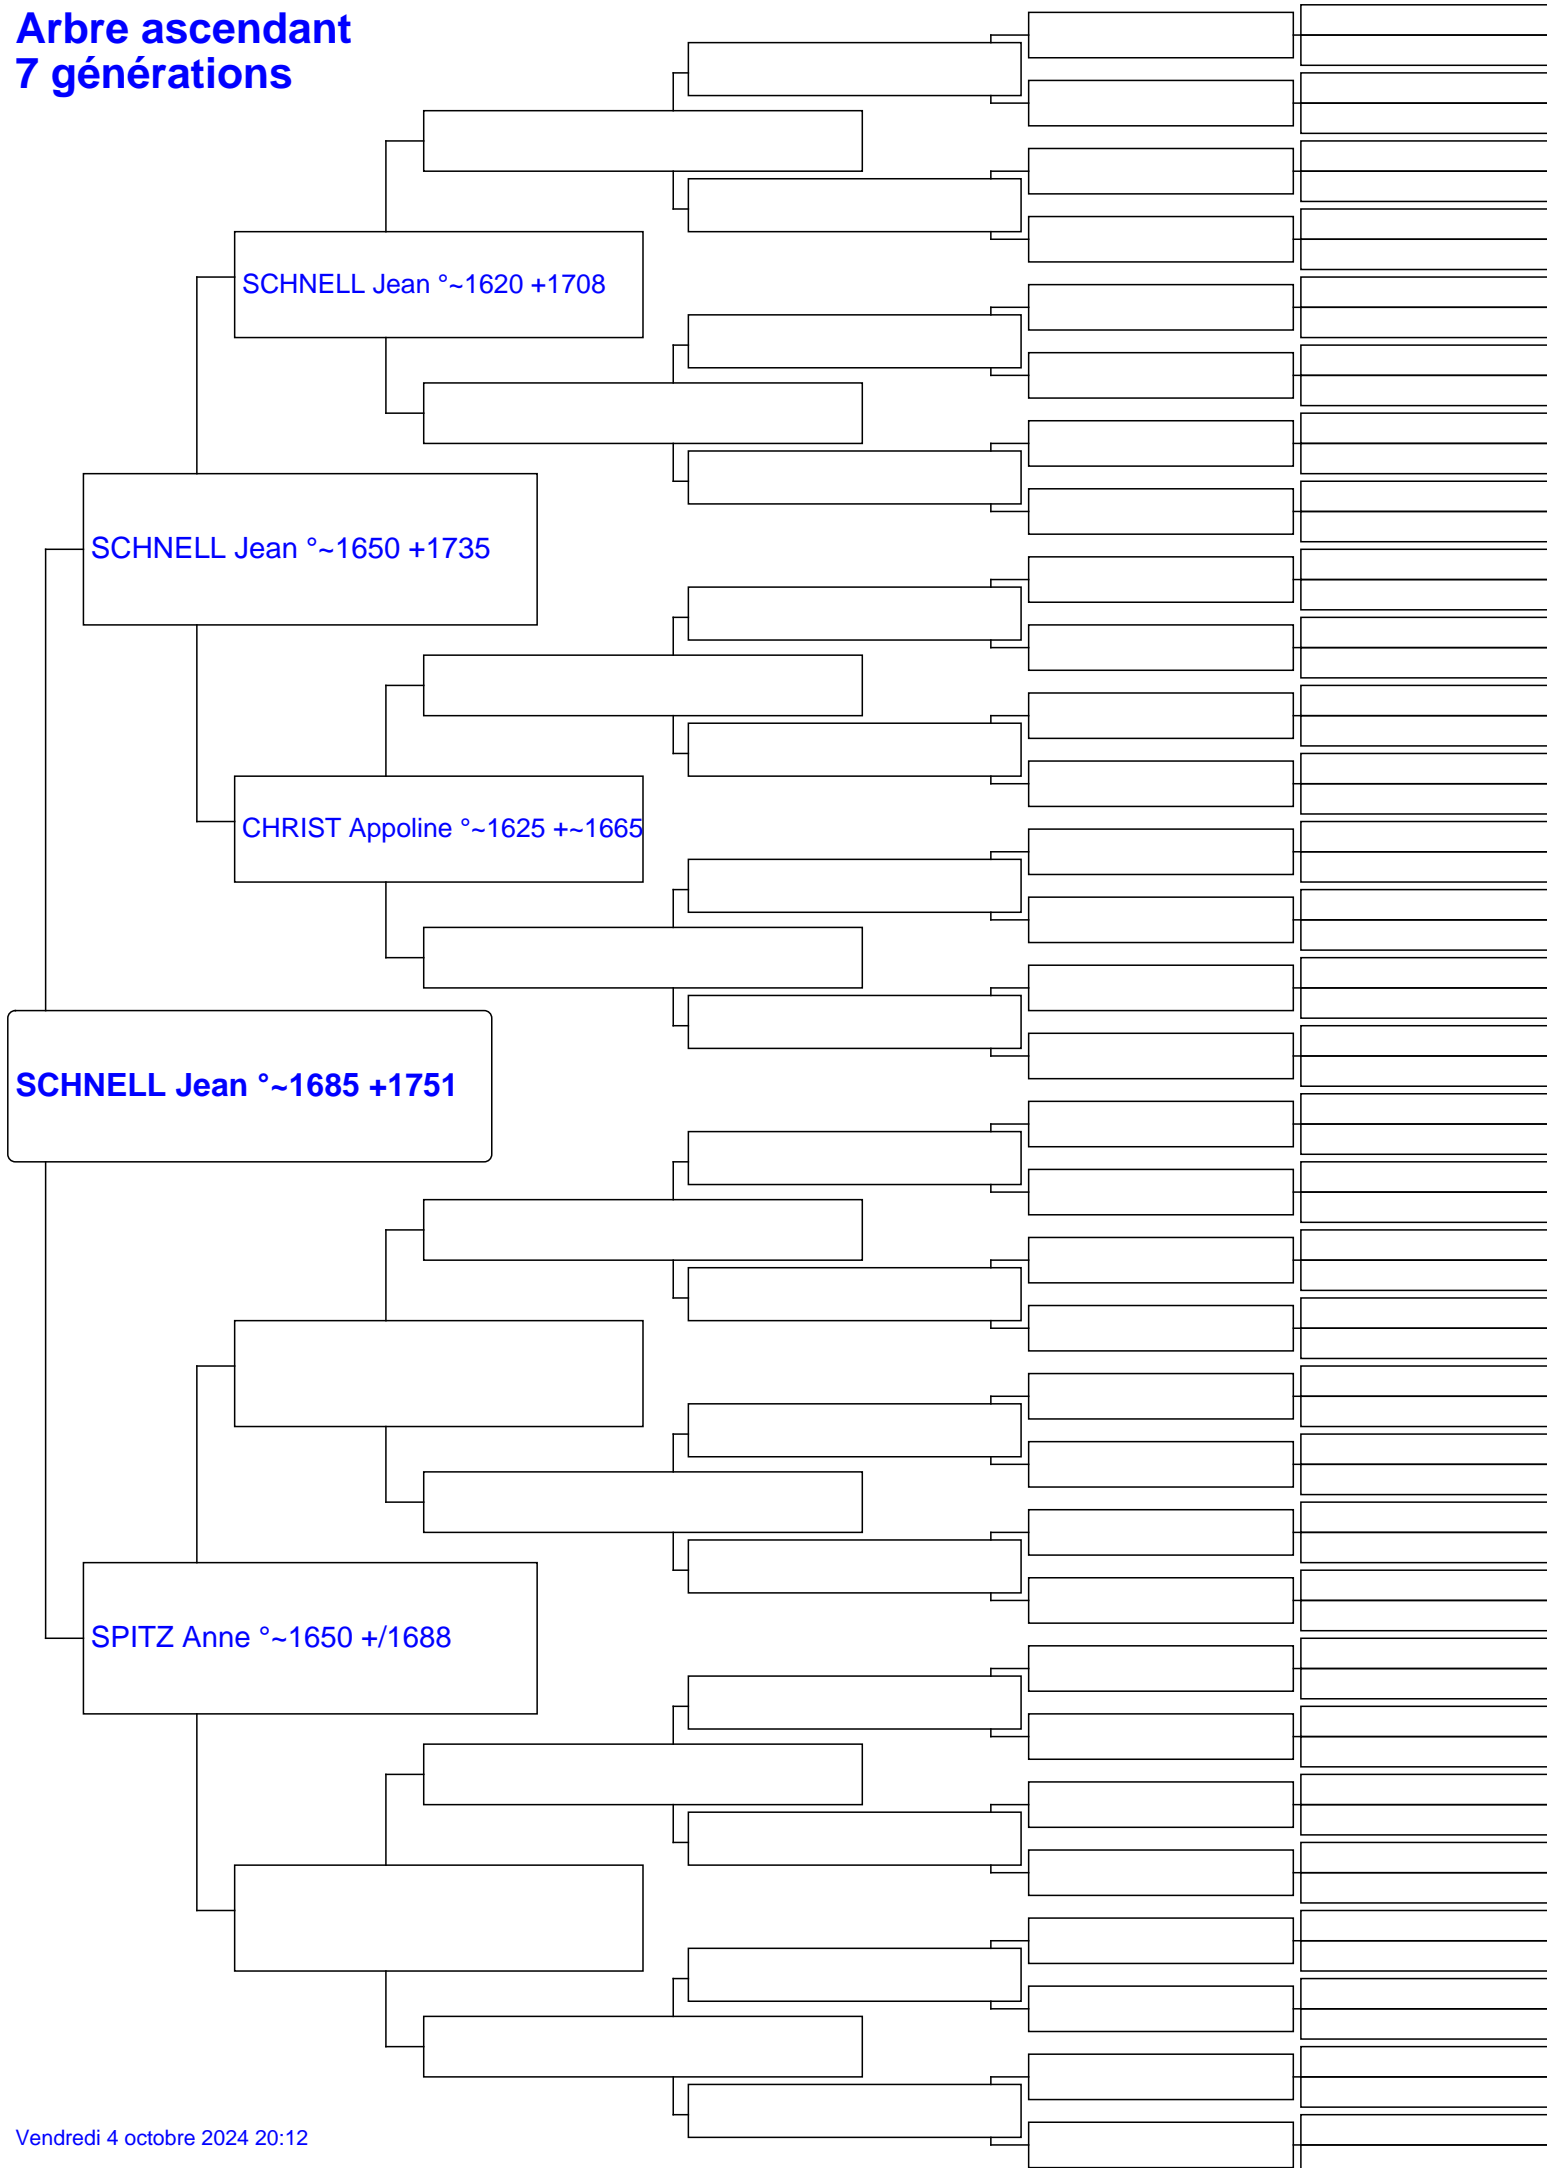 Arbre ascendant
7 générations
SCHNELL Jean °~1620 +1708
SCHNELL Jean °~1650 +1735
CHRIST Appoline °~1625 +~1665
SCHNELL Jean °~1685 +1751
SPITZ Anne °~1650 +/1688
Vendredi 4 octobre 2024 20:12